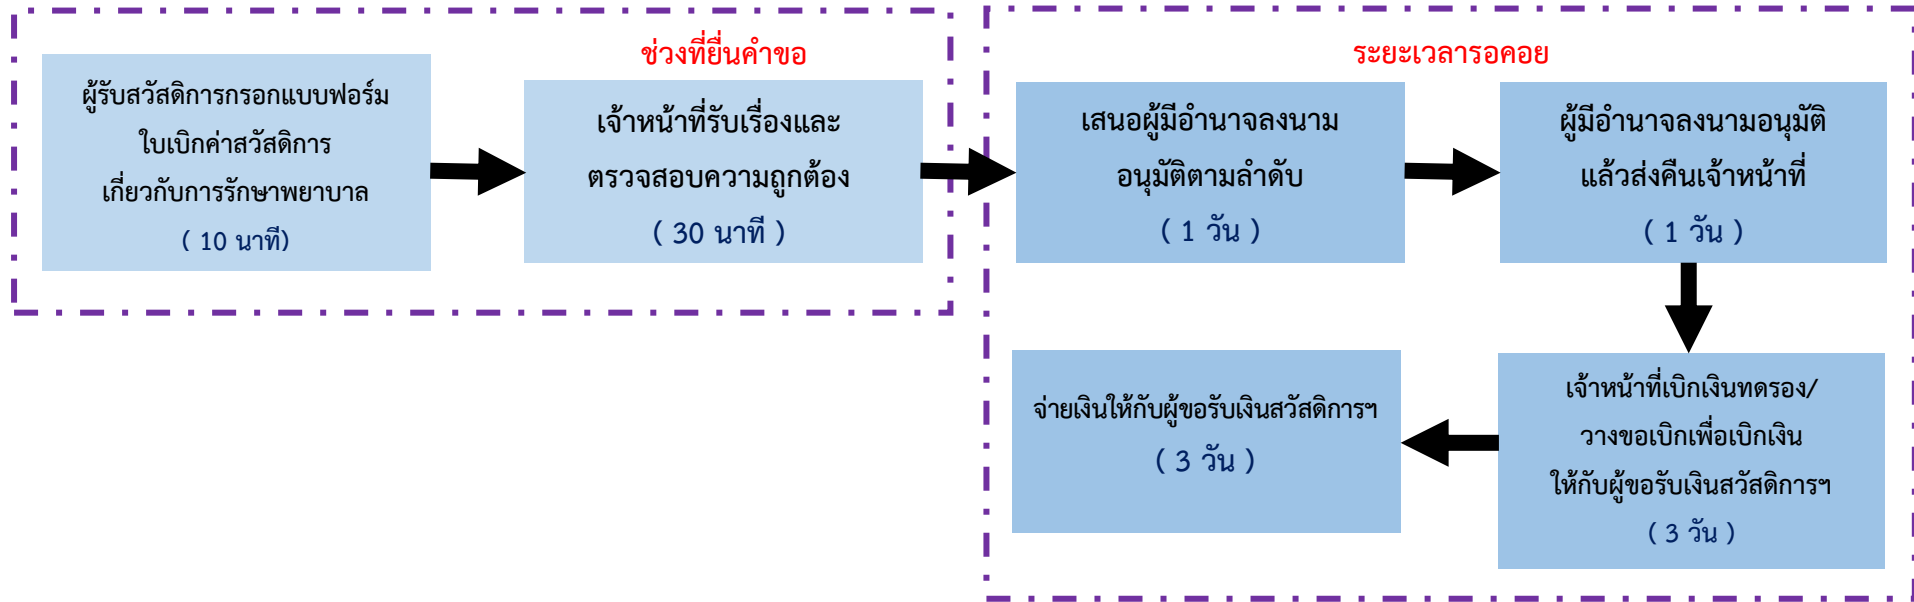 ช่วงที่ยื่นคำขอ
ผู้รับสวัสดิการกรอกแบบฟอร์ม
ใบเบิกค่าสวัสดิการ
เกี่ยวกับการรักษาพยาบาล
( 10 นาที)
เจ้าหน้าที่รับเรื่องและ
ตรวจสอบความถูกต้อง
( 30 นาที )
ระยะเวลารอคอย
เสนอผู้มีอำนาจลงนาม
อนุมัติตามลำดับ
( 1 วัน )
ผู้มีอำนาจลงนามอนุมัติ
แล้วส่งคืนเจ้าหน้าที่
( 1 วัน )
เจ้าหน้าที่เบิกเงินทดรอง/
วางขอเบิกเพื่อเบิกเงิน
ให้กับผู้ขอรับเงินสวัสดิการฯ
( 3 วัน )
จ่ายเงินให้กับผู้ขอรับเงินสวัสดิการฯ
( 3 วัน )